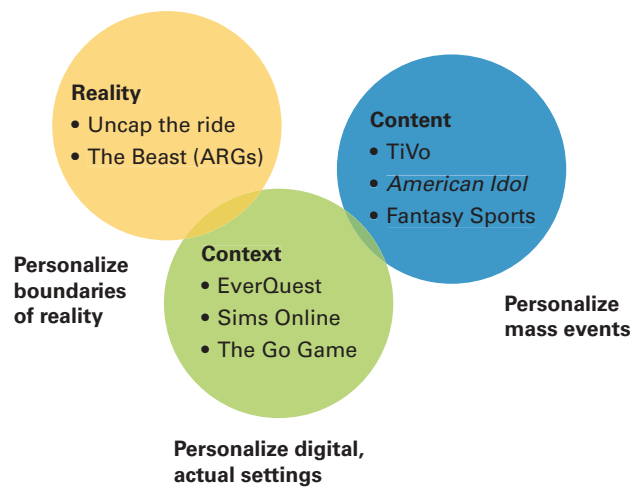 Reality
• Uncap the ride
• The Beast (ARGs)
Content
• TiVo
• American Idol
• Fantasy Sports
Context
• EverQuest
• Sims Online
• The Go Game
Personalize
boundaries
of reality
Personalize
mass events
Personalize digital,
actual settings